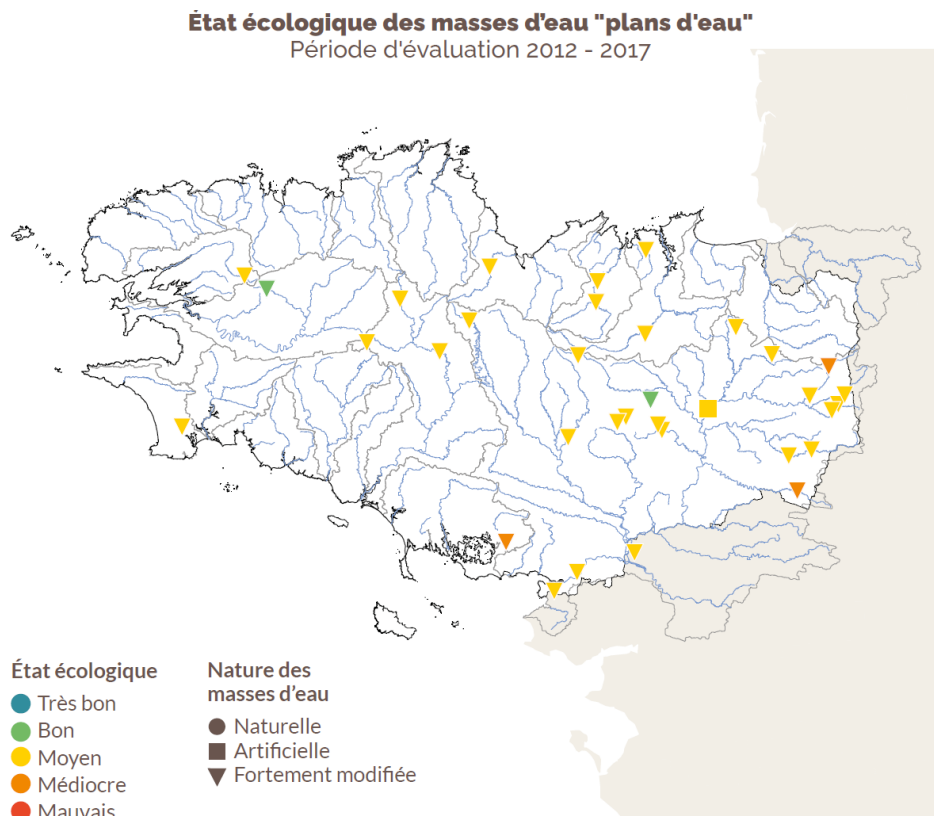 État écologique des masses d'eau "plans d'eau"
Période d'évaluation 2012 - 2017
État écologique
Très bon
Bon
Moyen
Médiocre
Mauvais
Nature des
masses d'eau
Naturelle
Artificielle
Fortement modifiée